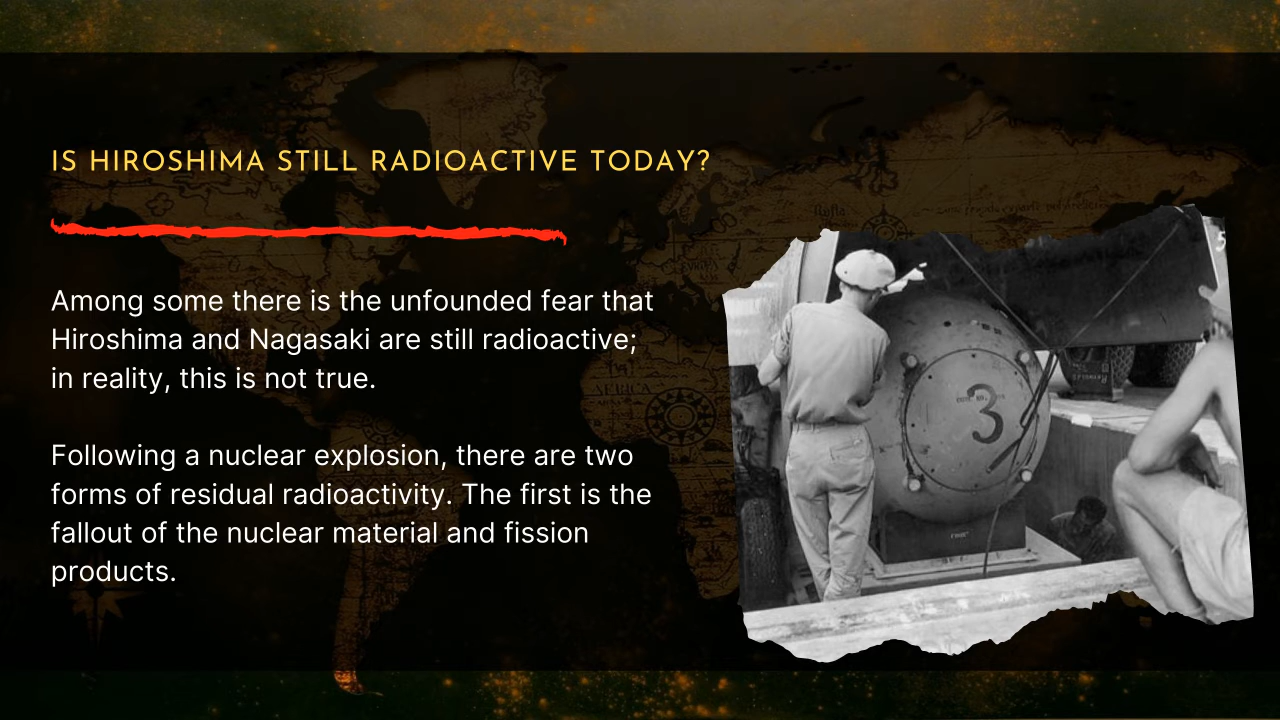 IS HIROSHIMA STILL RADIOACTIVE TODAY?
Among some there is the unfounded fear that
Hiroshima and Nagasaki are still radioactive;
in reality, this is not true.
Following a nuclear explosion, there are two
forms of residual radioactivity. The first is the
fallout of the nuclear material and fission
products.
3